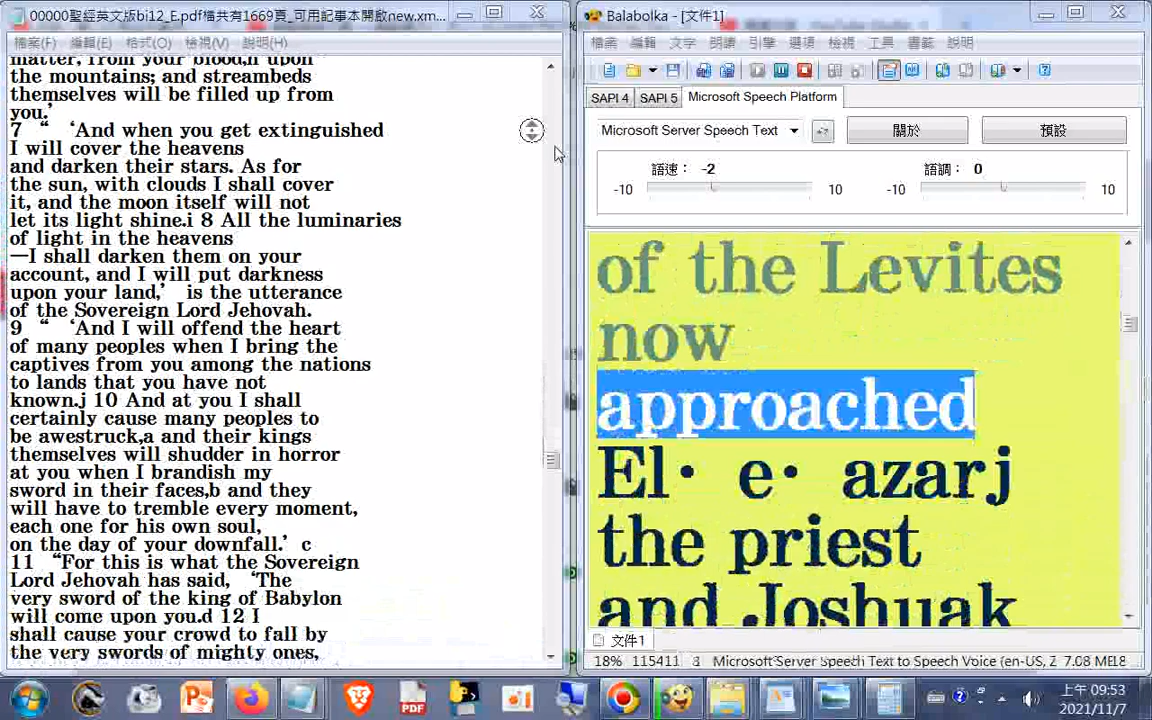 00000聖經英文版bi12_E.pdf檔共有1669頁_可用記事本開啟new.xm...
檔案(F) 編輯(E) 格式(O) 檢視(V) 說明(H)
matter, from your blood,h upon
the mountains; and streambeds
themselves will be filled up from
you.’
7 “ ‘And when you get extinguished
I will cover the heavens
and darken their stars. As for
the sun, with clouds I shall cover
it, and the moon itself will not
let its light shine.i 8 All the luminaries
of light in the heavens
—I shall darken them on your
account, and I will put darkness
upon your land,’ is the utterance
of the Sovereign Lord Jehovah.
9 “ ‘And I will offend the heart
of many peoples when I bring the
captives from you among the nations
to lands that you have not
known.j 10 And at you I shall
certainly cause many peoples to
be awestruck,a and their kings
themselves will shudder in horror
at you when I brandish my
sword in their faces,b and they
will have to tremble every moment,
each one for his own soul,
on the day of your downfall.’ c
11 “For this is what the Sovereign
Lord Jehovah has said, ‘The
very sword of the king of Babylon
will come upon you.d 12 I
shall cause your crowd to fall by
the very swords of mighty ones,
Balabolka - [文件1]
檔案 編輯 文字 朗讀 引擎 選項 檢視 工具 書籤 說明
SAPI 4 SAPI 5 Microsoft Speech Platform
Microsoft Server Speech Text
關於 預設
語速： -2 語調： 0
-10 10 -10 10
of the Levites
now
approached
El· e· azarj
the priest
and Joshuak
文件1
18% 115411 Microsoft Server Speech Text to Speech Voice (en-US, Z 7.08 МЕІВ
上午 09:53
2021/11/7